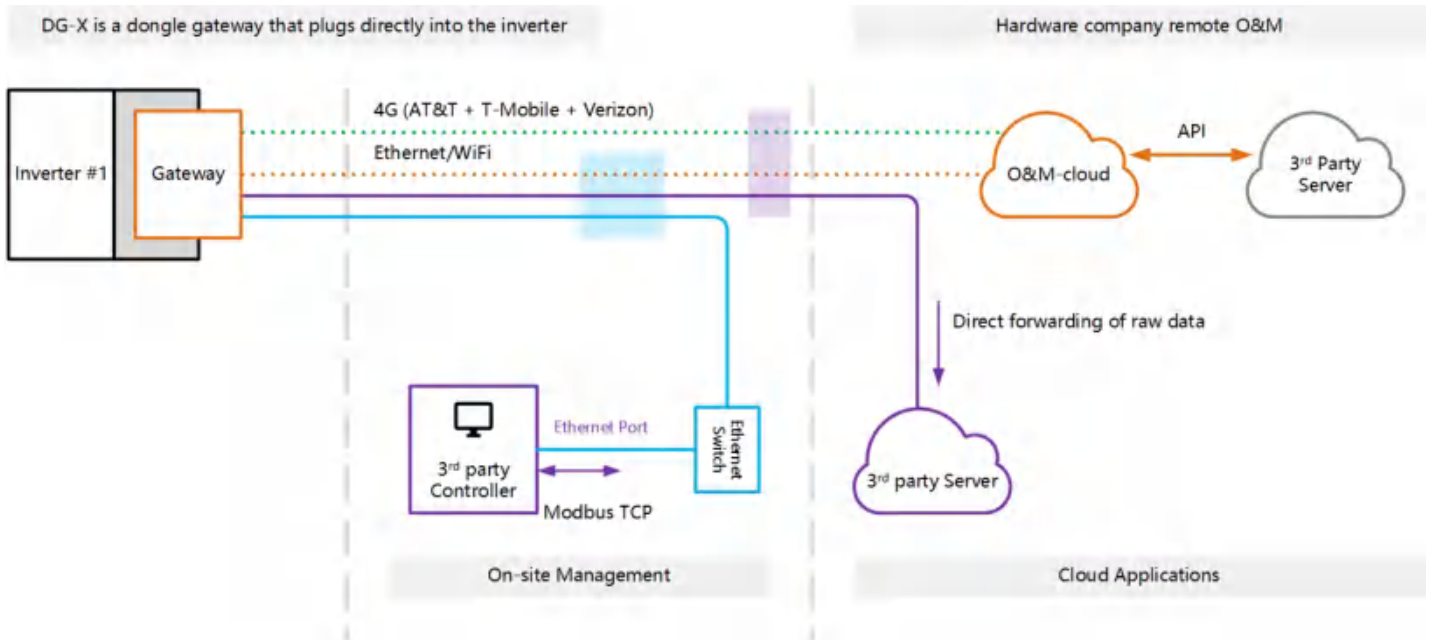 DG-X is a dongle gateway that plugs directly into the inverter
Hardware company remote O&M
4G (AT&T + T-Mobile + Verizon)
Ethernet/WiFi
Inverter #1
Gateway
O&M-cloud
API
3rd Party
Server
Direct forwarding of raw data
3rd party
Controller
Ethernet Port
Modbus TCP
Ethernet
Switch
3rd party Server
On-site Management
Cloud Applications